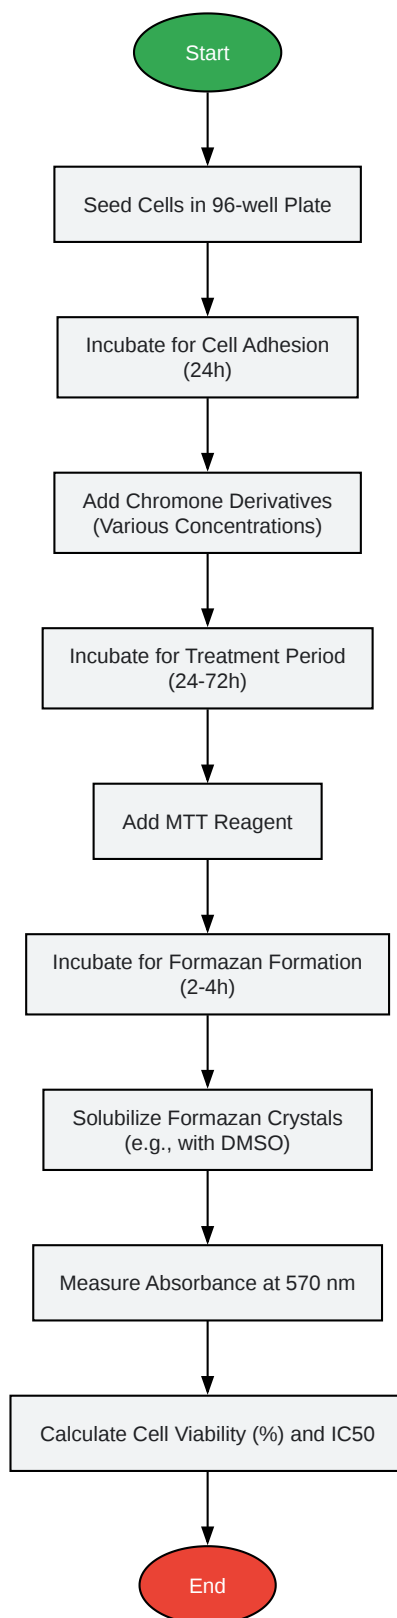 Start
Seed Cells in 96-well Plate
Incubate for Cell Adhesion
(24h)
Add Chromone Derivatives
(Various Concentrations)
Incubate for Treatment Period
(24-72h)
Add MTT Reagent
Incubate for Formazan Formation
(2-4h)
Solubilize Formazan Crystals
(e.g., with DMSO)
Measure Absorbance at 570 nm
Calculate Cell Viability (%) and IC50
End